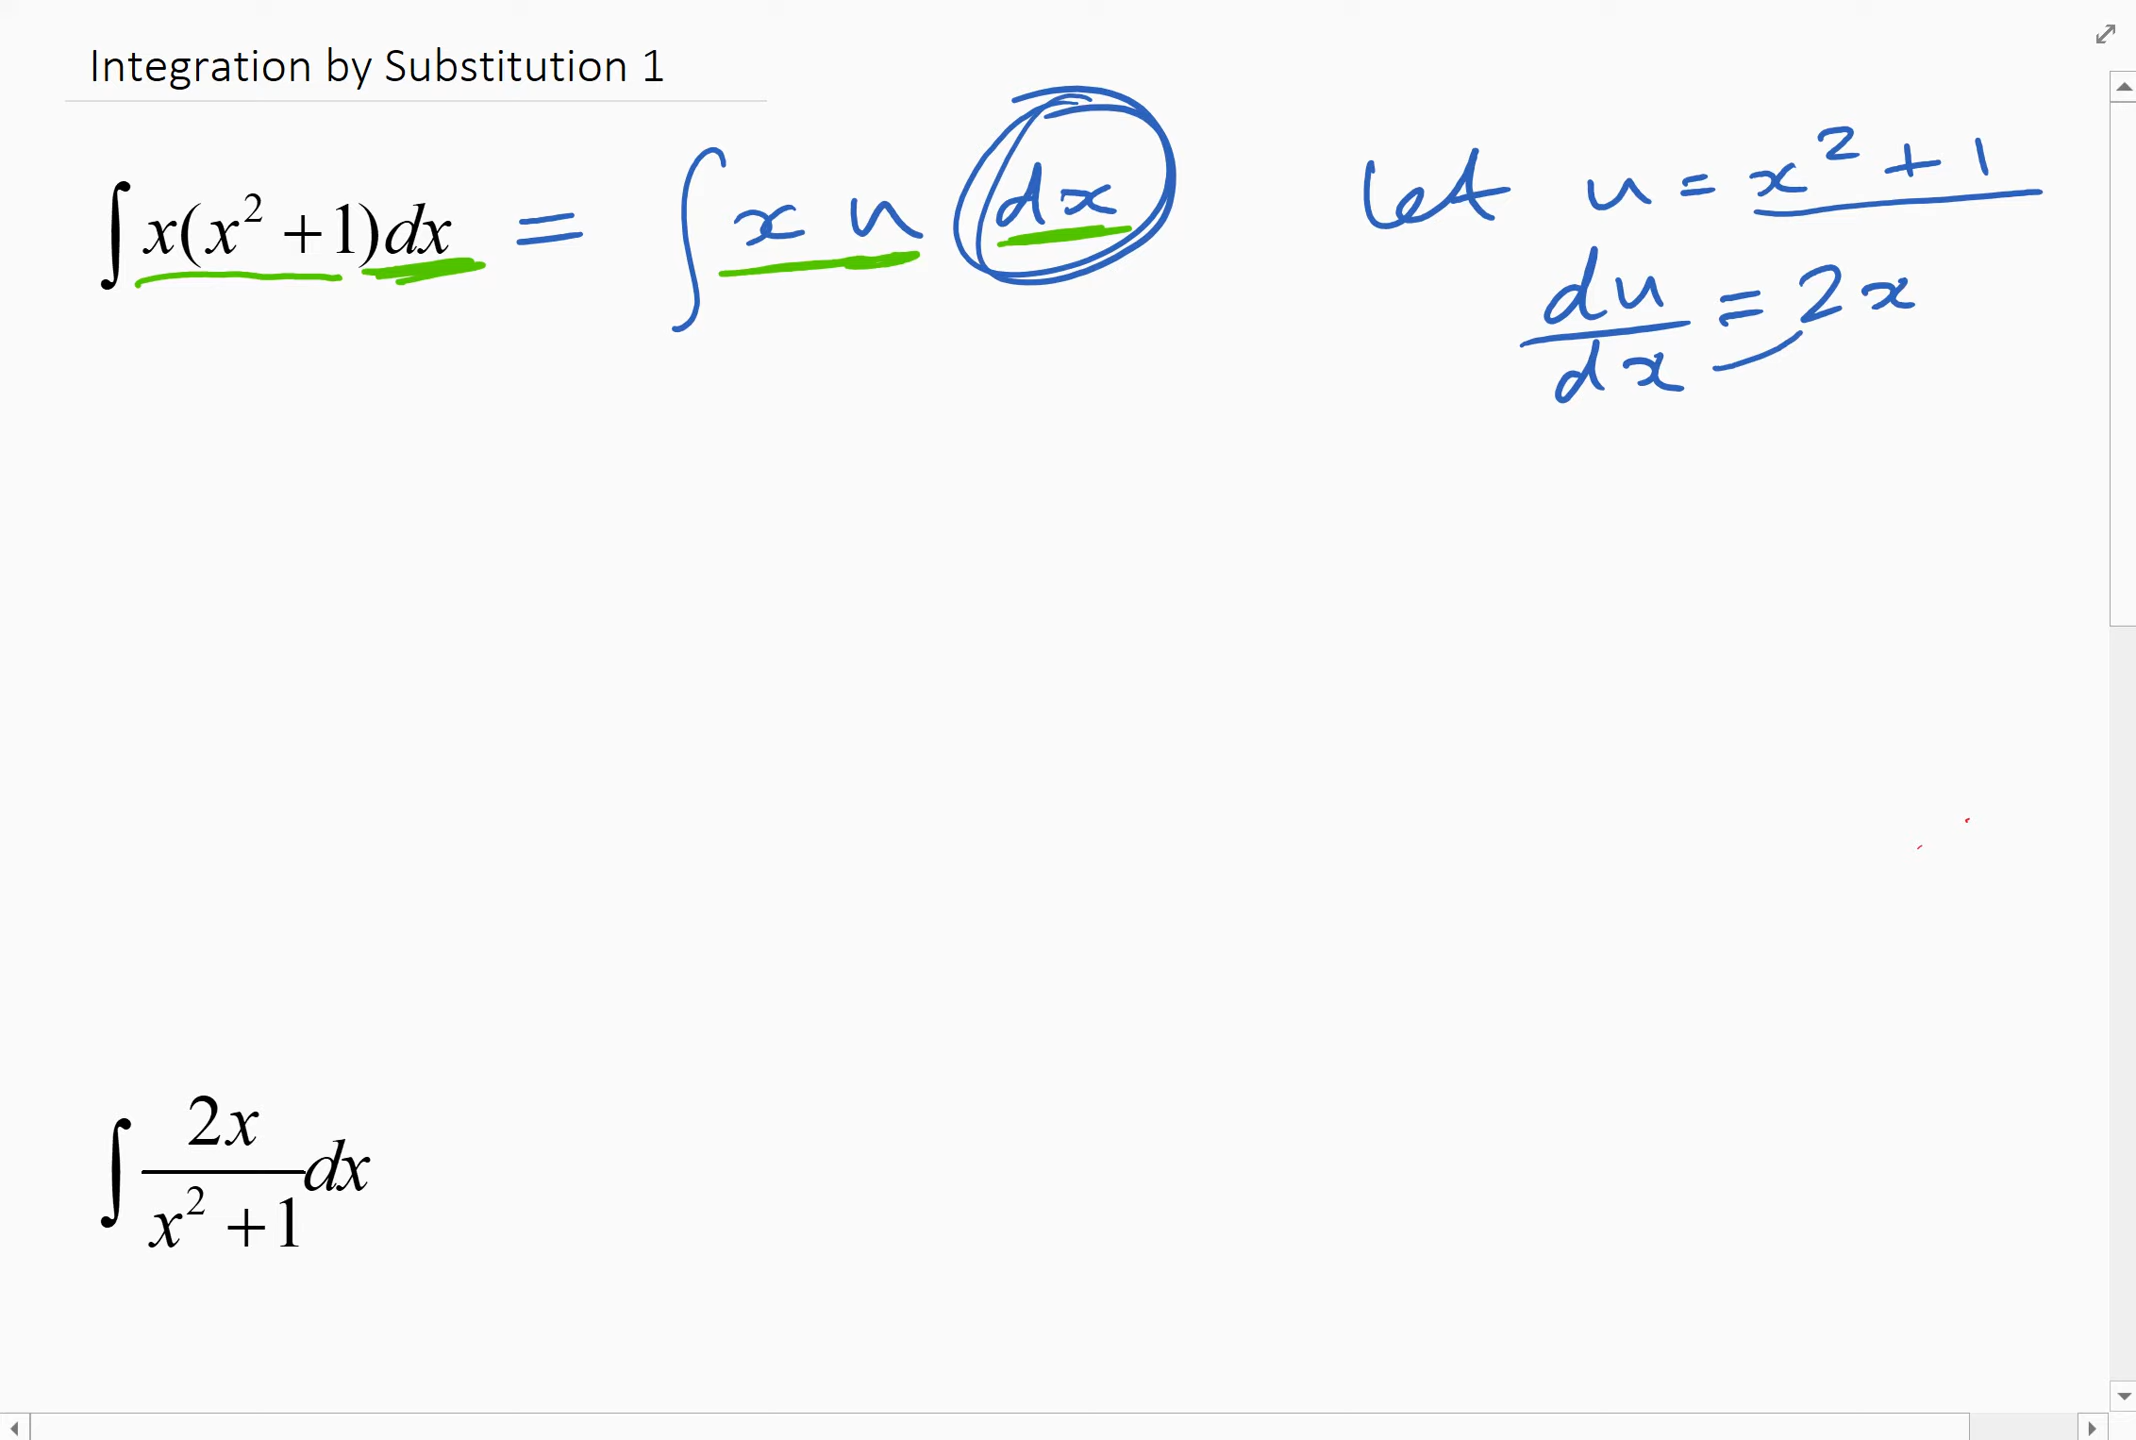 Integration by Substitution 1
∫ x(x² + 1)dx = ∫ x u dx
let u = x² + 1
du/dx = 2x
∫ 2x/(x² + 1) dx